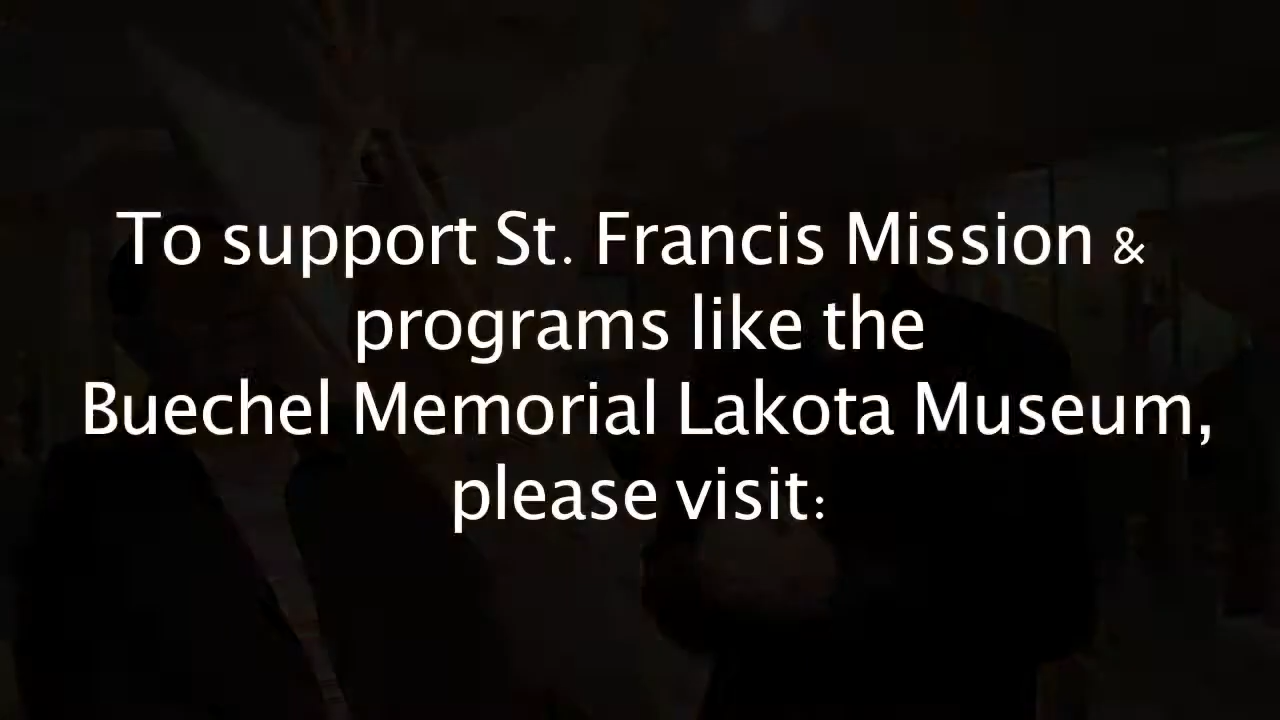 To support St. Francis Mission &
programs like the
Buechel Memorial Lakota Museum,
please visit: